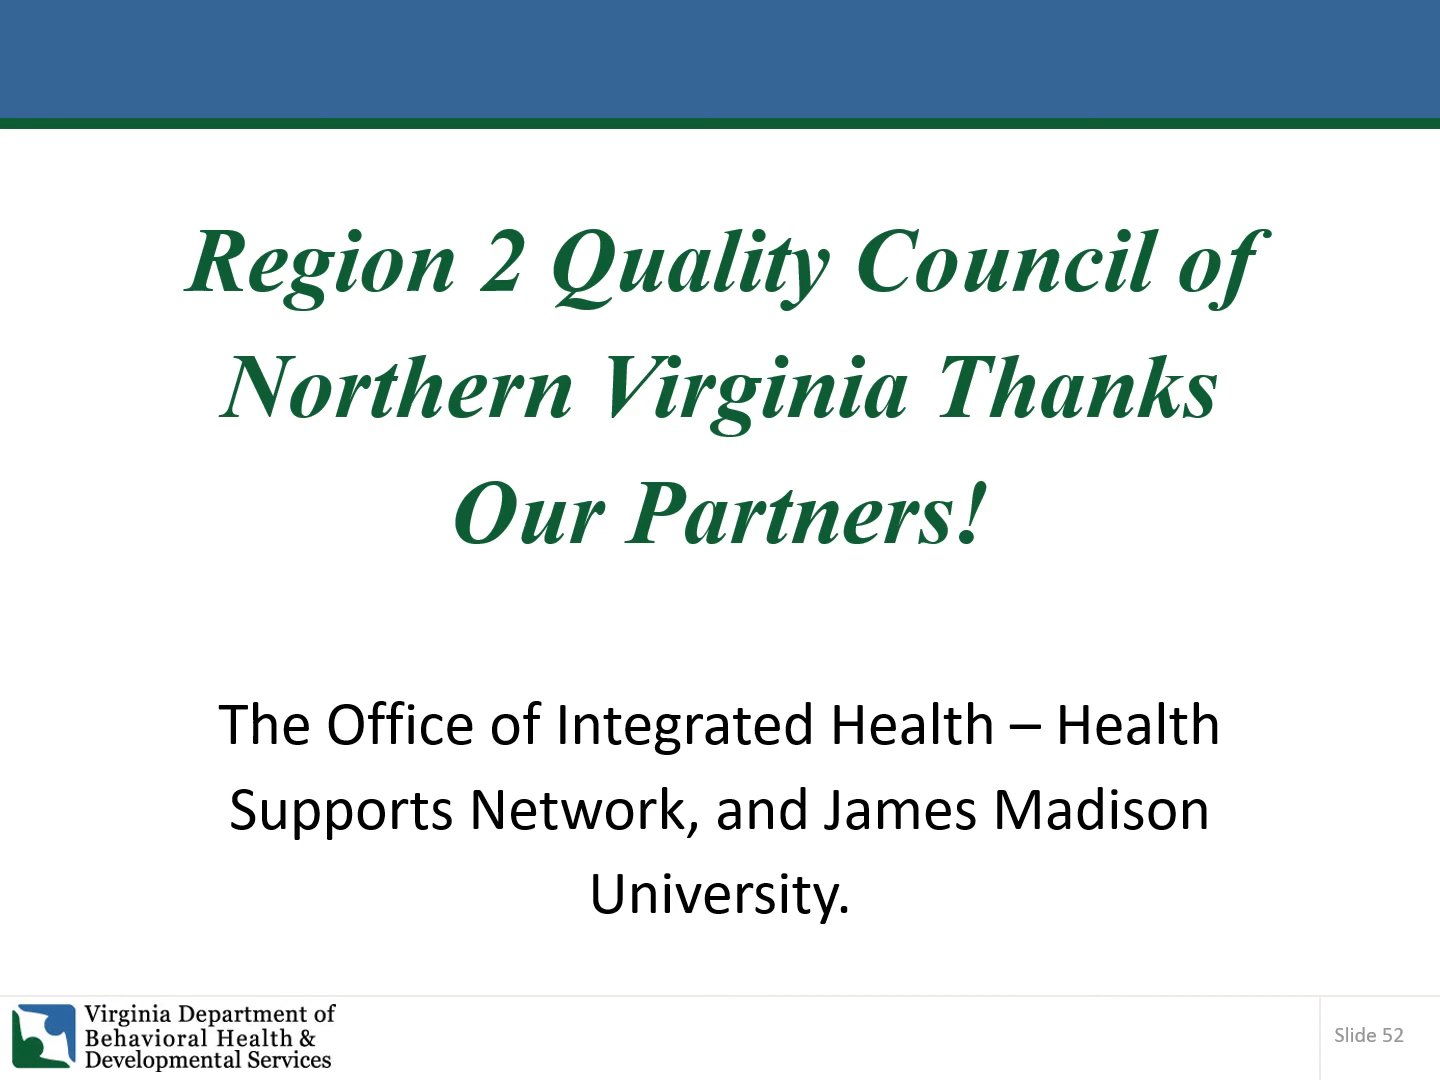 Region 2 Quality Council of
Northern Virginia Thanks
Our Partners!
The Office of Integrated Health – Health
Supports Network, and James Madison
University.
Virginia Department of
Behavioral Health &
Developmental Services
Slide 52